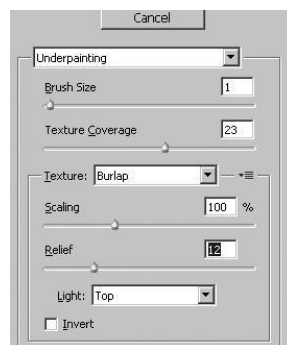 Cancel
Underpainting
Brush Size 1
Texture Coverage 23
Texture: Burlap
Scaling 100 %
Relief 12
Light: Top
Invert